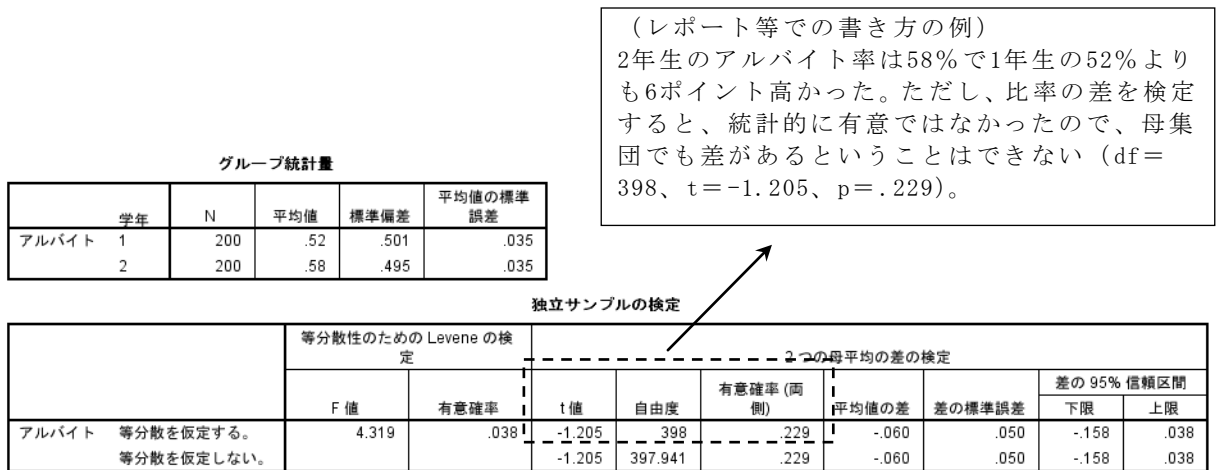 （レポート等での書き方の例）
2年生のアルバイト率は58％で1年生の52％より
も6ポイント高かった。ただし、比率の差を検定
すると、統計的に有意ではなかったので、母集
団でも差があるということはできない（df＝
398、t＝-1.205、p＝.229）。
グループ統計量
学年 N 平均値 標準偏差 平均値の標準
誤差
アルバイト 1 200 .52 .501 .035
2 200 .58 .495 .035
独立サンプルの検定
等分散性のための Levene の検
定
2 つの母平均の差の検定
F 値 有意確率 t 値 自由度 有意確率 (両
側) 平均値の差 差の標準誤差 差の 95% 信頼区間
下限 上限
アルバイト 等分散を仮定する。 4.319 .038 -1.205 398 .229 -.060 .050 -.158 .038
等分散を仮定しない。 -1.205 397.941 .229 -.060 .050 -.158 .038